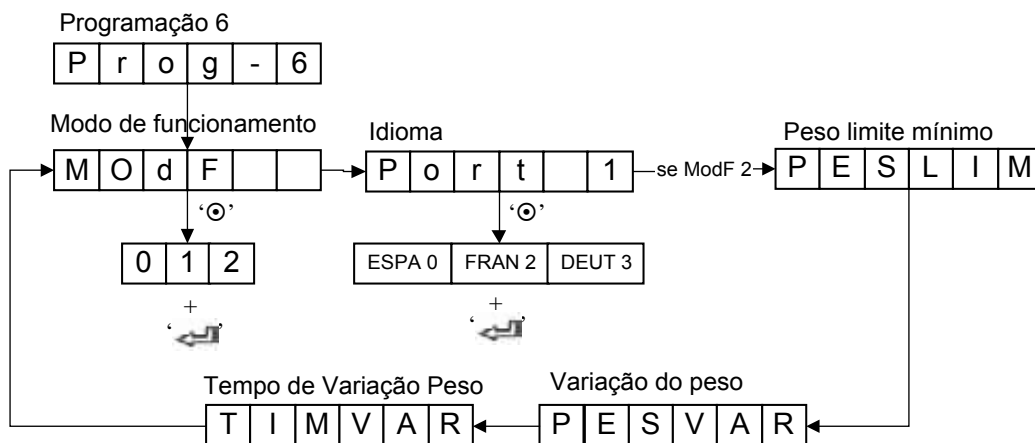 Programação 6
P r o g - 6
Modo de funcionamento
Idioma
Peso limite mínimo
M O d F
P o r t 1
se ModF 2
P E S L I M
‘⊙’
‘⊙’
0 1 2
ESPA 0 FRAN 2 DEUT 3
+
+
‘ ’
‘ ’
Tempo de Variação Peso
Variação do peso
T I M V A R
P E S V A R